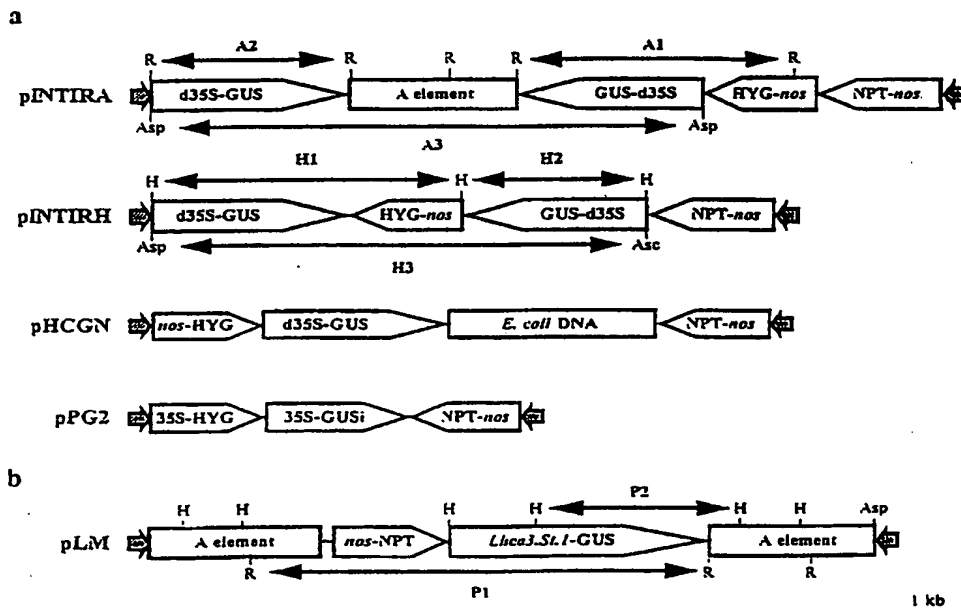 a
R A2 R R R A1 R
pINTIRA d35S-GUS A element GUS-d35S HYG-nos NPT-nos.
Asp A3 Asp
H H1 H H2 H
pINTIRH d35S-GUS HYG-nos GUS-d35S NPT-nos
Asp H3 Asc
pHCGN nos-HYG d35S-GUS E. coli DNA NPT-nos
pPG2 35S-HYG 35S-GUSi NPT-nos
b
H H H H P2 H H Asp
pLM A element nos-NPT Lhca3.St.1-GUS A element
R P1 R R
1 kb